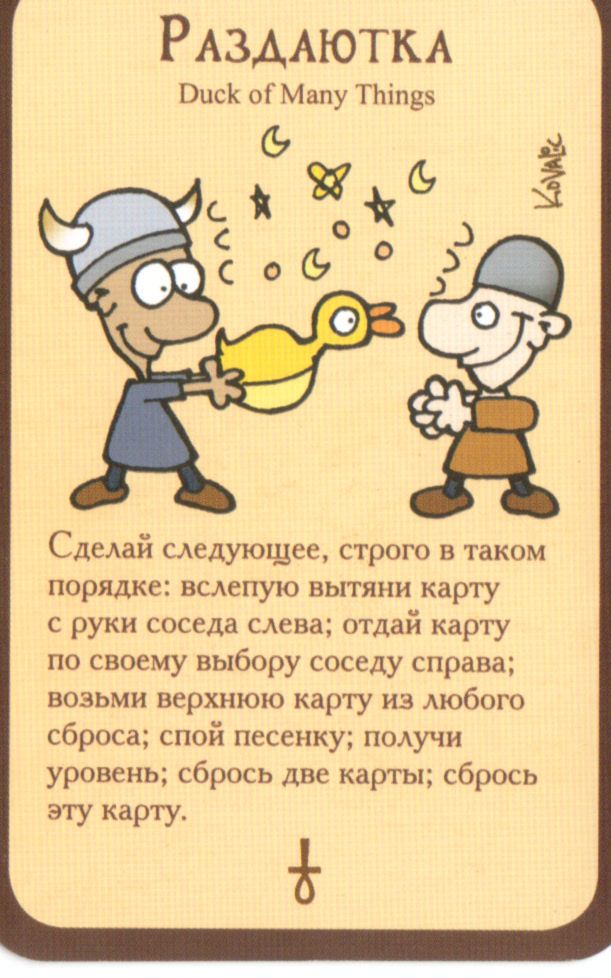 Раздаютка
Duck of Many Things
Kovalic
Сделай следующее, строго в таком
порядке: вслепую вытяни карту
с руки соседа слева; отдай карту
по своему выбору соседу справа;
возьми верхнюю карту из любого
сброса; спой песенку; получи
уровень; сбрось две карты; сбрось
эту карту.